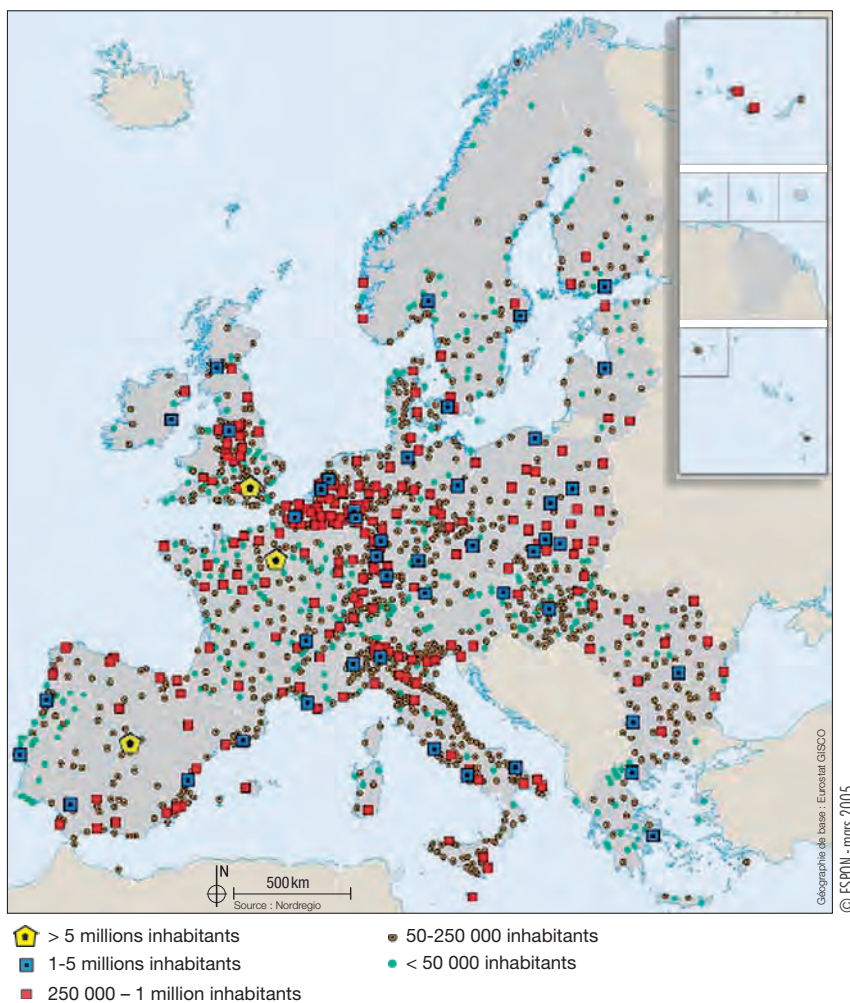 N
500 km
Source : Nordregio
Géographie de base : Eurostat GISCO
© ESPON - mars 2005
> 5 millions inhabitants
1-5 millions inhabitants
250 000 – 1 million inhabitants
50-250 000 inhabitants
< 50 000 inhabitants